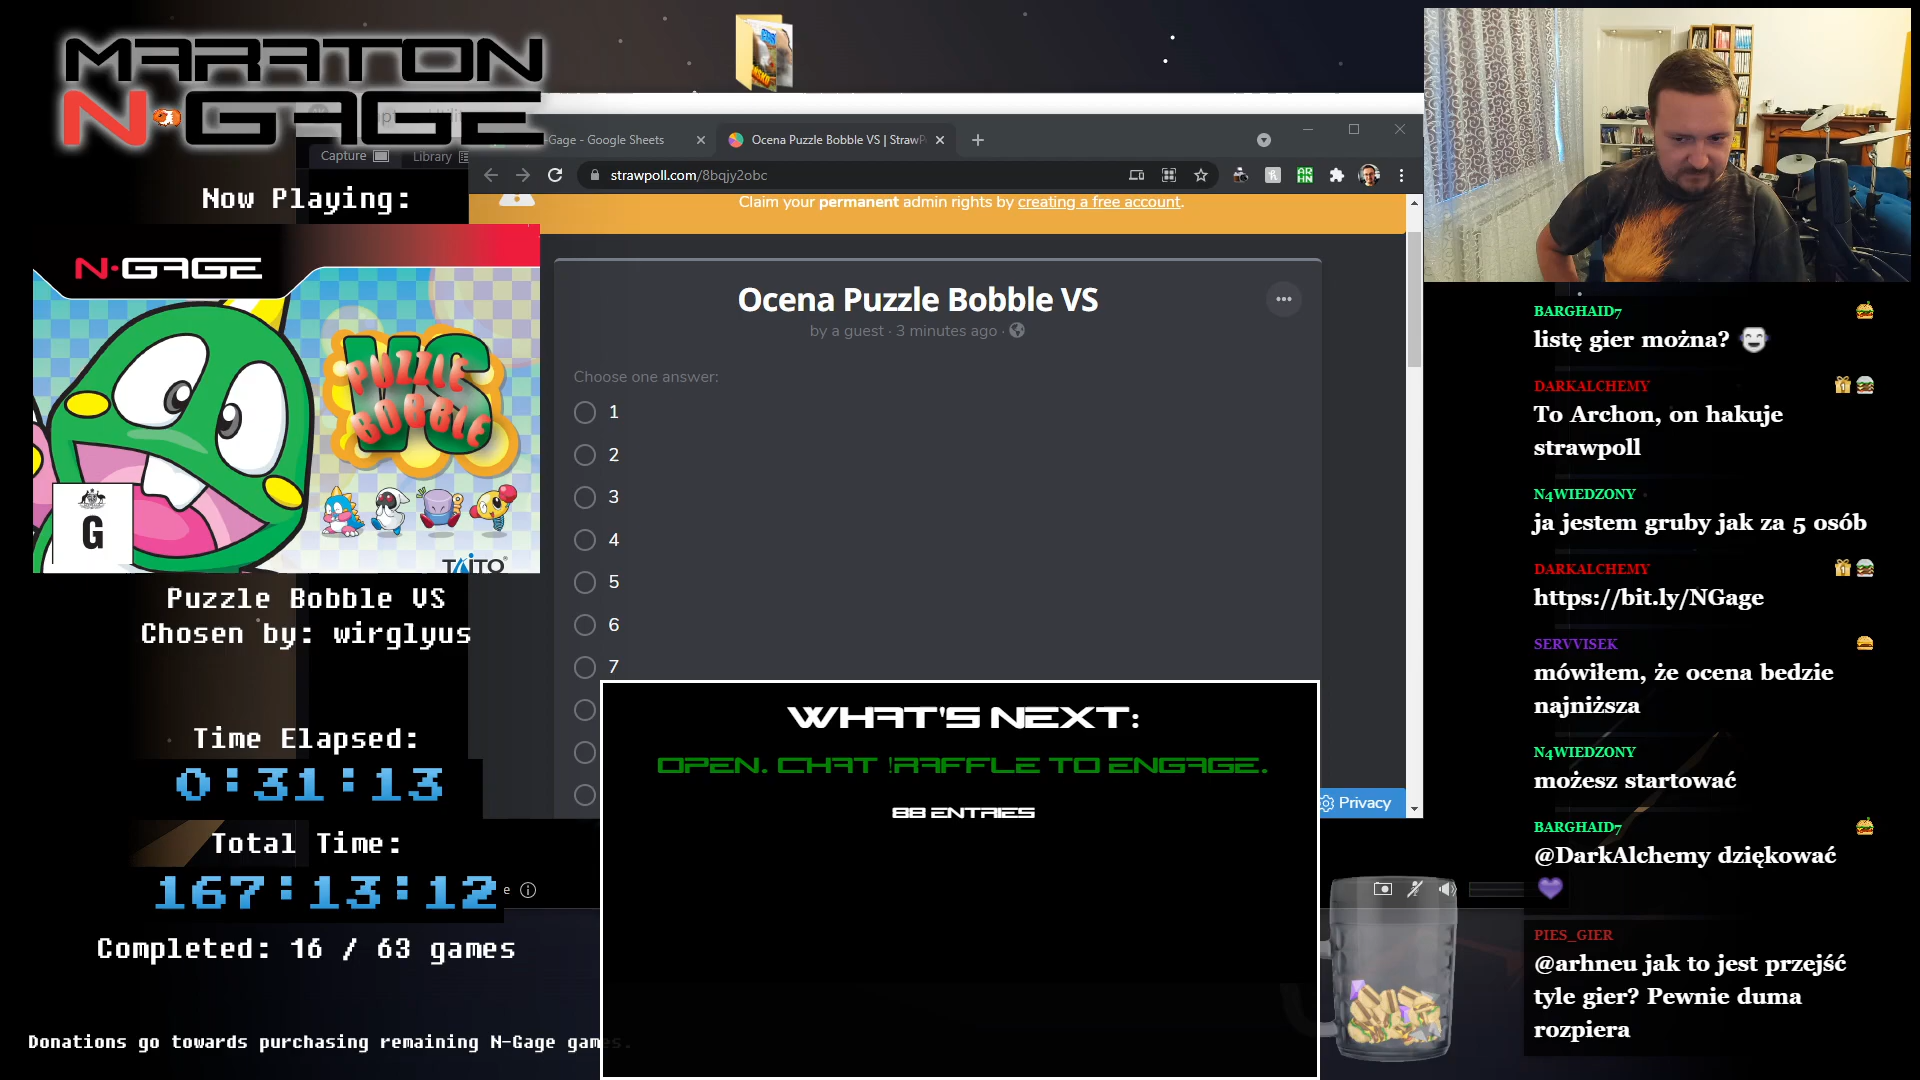 MARATON
N-GAGE
Now Playing:
N-GAGE
VS
PUZZLE
BOBBLE
G
TAITO
Puzzle Bobble VS
Chosen by: wirglyus
Time Elapsed:
0:31:13
Total Time:
167:13:12
Completed: 16 / 63 games
Donations go towards purchasing remaining N-Gage games.
Capture
Library
Gage - Google Sheets
Ocena Puzzle Bobble VS | StrawP
strawpoll.com/8bqjy2obc
ARHN
Claim your permanent admin rights by creating a free account.
Ocena Puzzle Bobble VS
by a guest · 3 minutes ago ·
Choose one answer:
1
2
3
4
5
6
7
Privacy
WHAT'S NEXT:
OPEN. CHAT !RAFFLE TO ENGAGE.
88 ENTRIES
BARGHAID7
listę gier można?
DARKALCHEMY
To Archon, on hakuje
strawpoll
N4WIEDZONY
ja jestem gruby jak za 5 osób
DARKALCHEMY
https://bit.ly/NGage
SERVVISEK
mówiłem, że ocena bedzie
najniższa
N4WIEDZONY
możesz startować
BARGHAID7
@DarkAlchemy dziękować
PIES_GIER
@arhneu jak to jest przejść
tyle gier? Pewnie duma
rozpiera